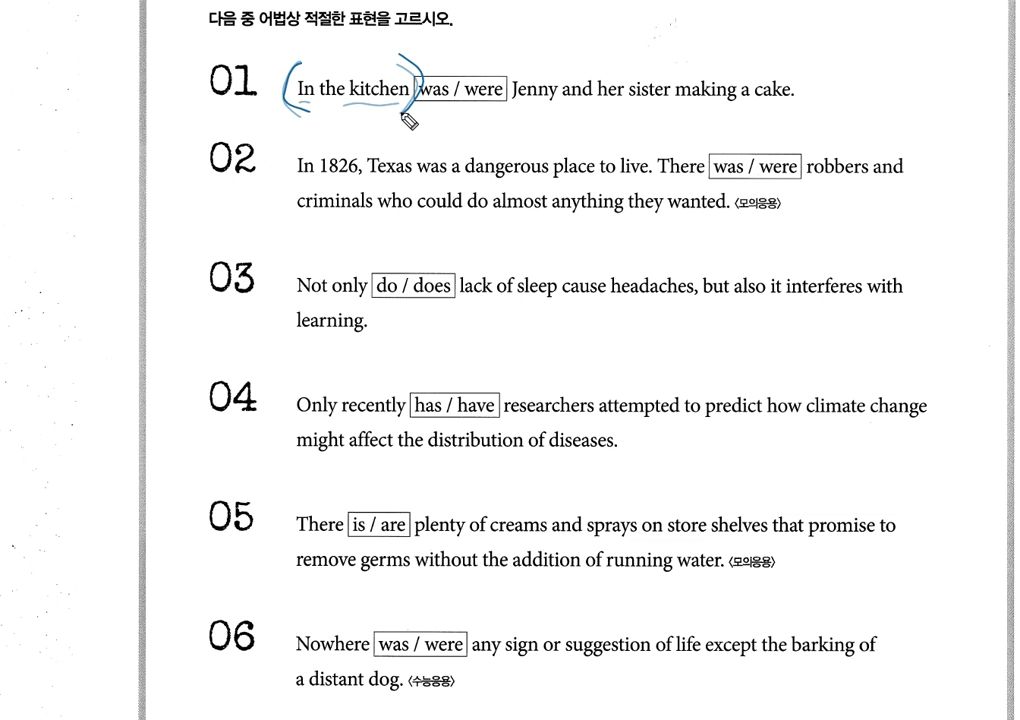 다음 중 어법상 적절한 표현을 고르시오.
01 In the kitchen was / were Jenny and her sister making a cake.
02 In 1826, Texas was a dangerous place to live. There was / were robbers and
criminals who could do almost anything they wanted. 〈모의응용〉
03 Not only do / does lack of sleep cause headaches, but also it interferes with
learning.
04 Only recently has / have researchers attempted to predict how climate change
might affect the distribution of diseases.
05 There is / are plenty of creams and sprays on store shelves that promise to
remove germs without the addition of running water. 〈모의응용〉
06 Nowhere was / were any sign or suggestion of life except the barking of
a distant dog. 〈수능응용〉